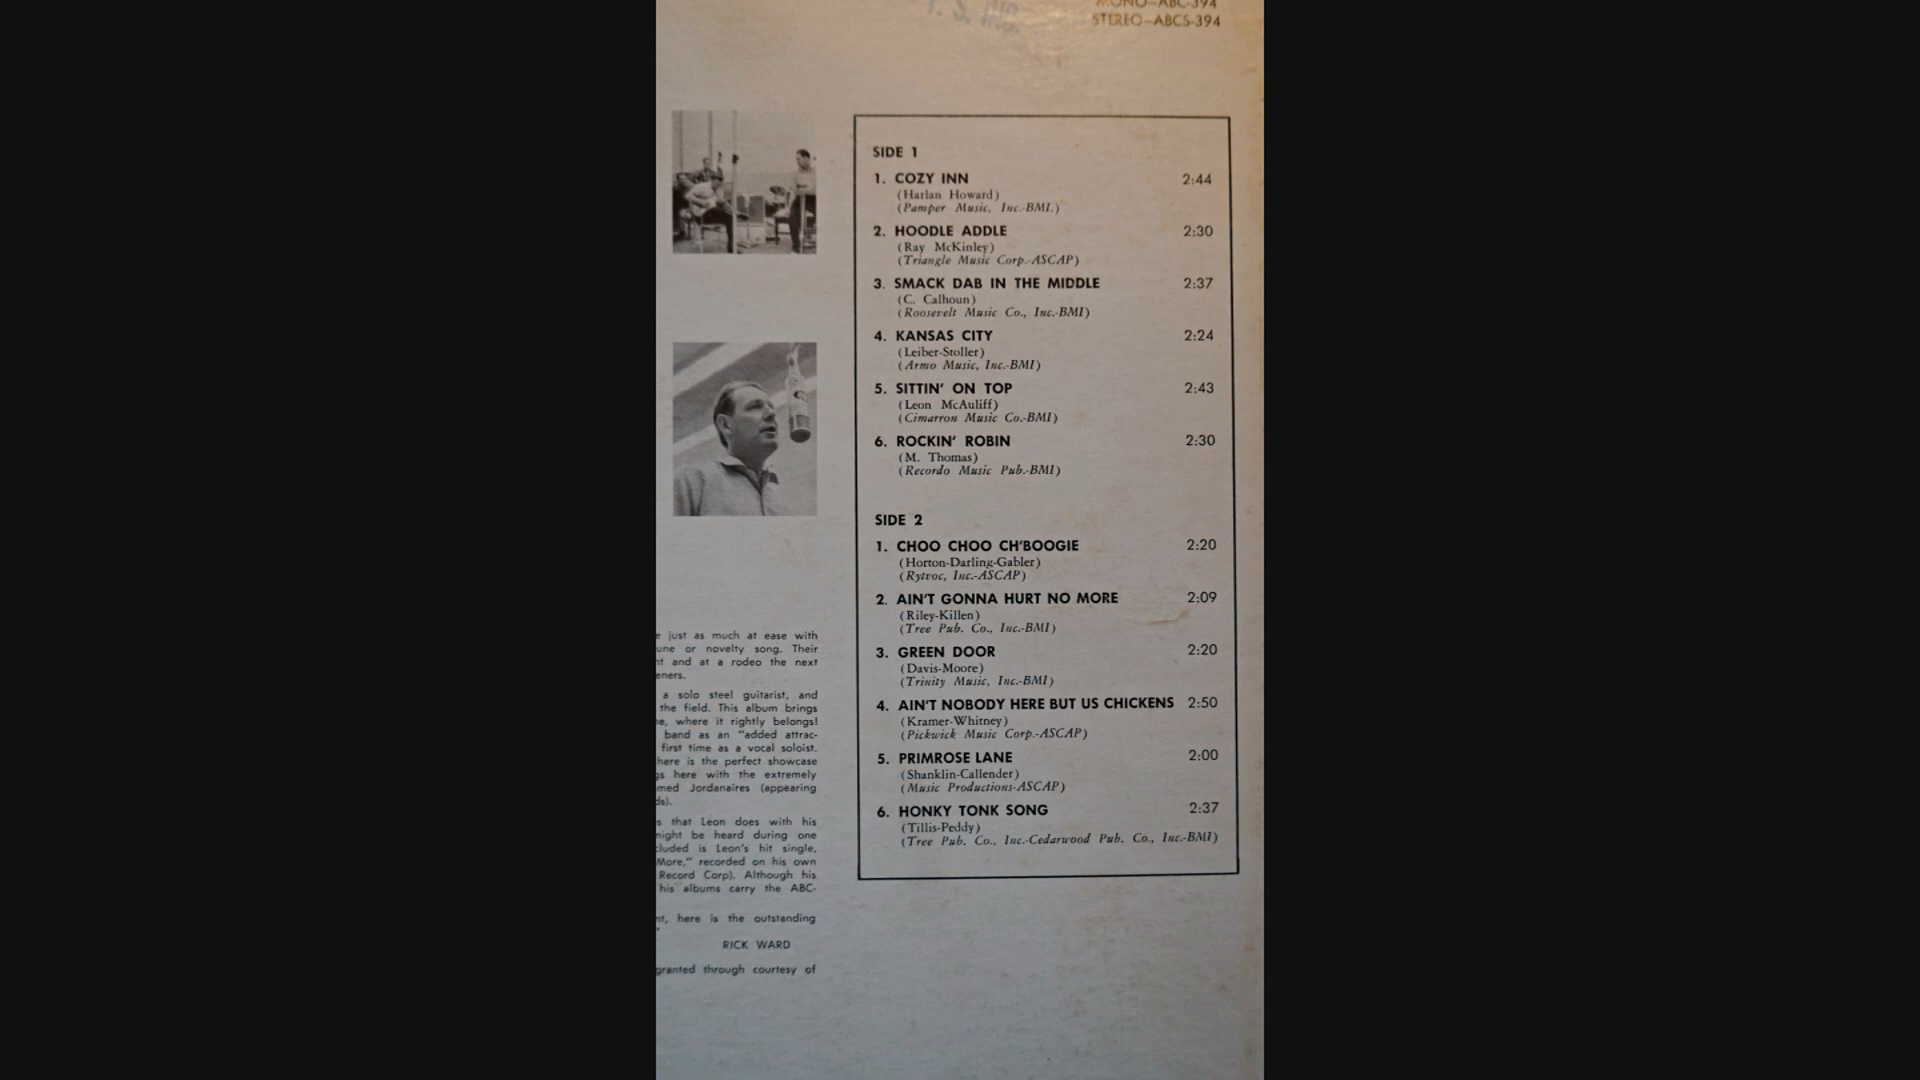 MONO—ABC-394
STEREO—ABCS-394
SIDE 1
1. COZY INN 2:44
(Harlan Howard)
(Pamper Music, Inc.-BMI.)
2. HOODLE ADDLE 2:30
(Ray McKinley)
(Triangle Music Corp.-ASCAP)
3. SMACK DAB IN THE MIDDLE 2:37
(C. Calhoun)
(Roosevelt Music Co., Inc.-BMI)
4. KANSAS CITY 2:24
(Leiber-Stoller)
(Armo Music, Inc.-BMI)
5. SITTIN' ON TOP 2:43
(Leon McAuliff)
(Cimarron Music Co.-BMI)
6. ROCKIN' ROBIN 2:30
(M. Thomas)
(Recordo Music Pub.-BMI)
SIDE 2
1. CHOO CHOO CH'BOOGIE 2:20
(Horton-Darling-Gabler)
(Rytvoc, Inc.-ASCAP)
2. AIN'T GONNA HURT NO MORE 2:09
(Riley-Killen)
(Tree Pub. Co., Inc.-BMI)
3. GREEN DOOR 2:20
(Davis-Moore)
(Trinity Music, Inc.-BMI)
4. AIN'T NOBODY HERE BUT US CHICKENS 2:50
(Kramer-Whitney)
(Pickwick Music Corp.-ASCAP)
5. PRIMROSE LANE 2:00
(Shanklin-Callender)
(Music Productions-ASCAP)
6. HONKY TONK SONG 2:37
(Tillis-Peddy)
(Tree Pub. Co., Inc.-Cedarwood Pub. Co., Inc.-BMI)
just as much at ease with
or novelty song. Their
and at a rodeo the next
a solo steel guitarist, and
the field. This album brings
where it rightly belongs!
band as an "added attrac-
first time as a vocal soloist.
here is the perfect showcase
here with the extremely
Jordanaires (appearing
that Leon does with his
might be heard during one
is Leon's hit single,
More," recorded on his own
Record Corp). Although his
his albums carry the ABC-
here is the outstanding
RICK WARD
granted through courtesy of